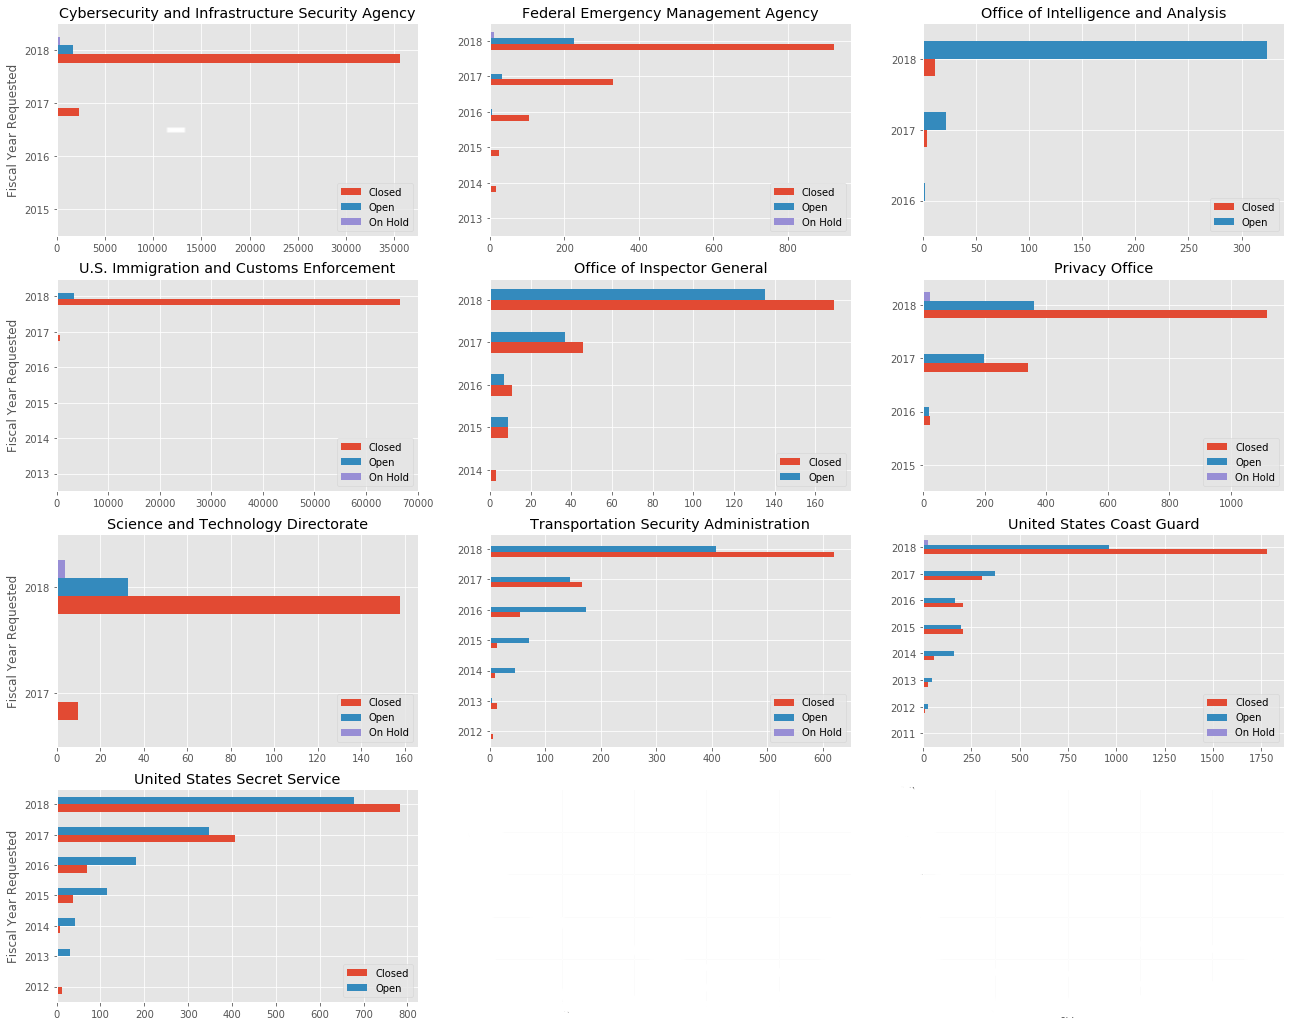 Cybersecurity and Infrastructure Security Agency
Fiscal Year Requested
2018
2017
2016
2015
Closed
Open
On Hold
0 5000 10000 15000 20000 25000 30000 35000
Federal Emergency Management Agency
2018
2017
2016
2015
2014
2013
Closed
Open
On Hold
0 200 400 600 800
Office of Intelligence and Analysis
2018
2017
2016
Closed
Open
0 50 100 150 200 250 300
U.S. Immigration and Customs Enforcement
Fiscal Year Requested
2018
2017
2016
2015
2014
2013
Closed
Open
On Hold
0 10000 20000 30000 40000 50000 60000 70000
Office of Inspector General
2018
2017
2016
2015
2014
Closed
Open
0 20 40 60 80 100 120 140 160
Privacy Office
2018
2017
2016
2015
Closed
Open
On Hold
0 200 400 600 800 1000
Science and Technology Directorate
Fiscal Year Requested
2018
2017
Closed
Open
On Hold
0 20 40 60 80 100 120 140 160
Transportation Security Administration
2018
2017
2016
2015
2014
2013
2012
Closed
Open
On Hold
0 100 200 300 400 500 600
United States Coast Guard
2018
2017
2016
2015
2014
2013
2012
2011
Closed
Open
On Hold
0 250 500 750 1000 1250 1500 1750
United States Secret Service
Fiscal Year Requested
2018
2017
2016
2015
2014
2013
2012
Closed
Open
0 100 200 300 400 500 600 700 800